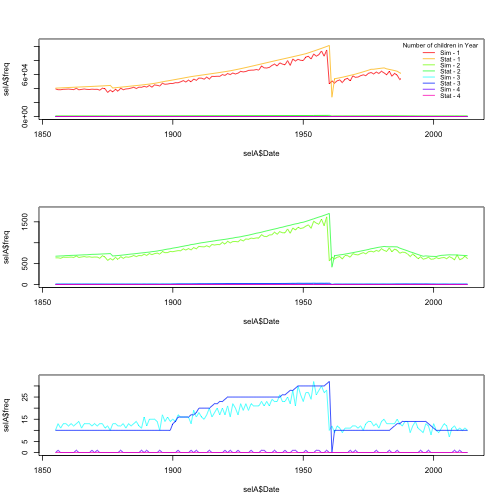 Number of children in Year
Sim - 1
Stat - 1
Sim - 2
Stat - 2
Sim - 3
Stat - 3
Sim - 4
Stat - 4
selA$freq
6e+04
0e+00
1850 1900 1950 2000
selA$Date
selA$freq
1500
500
0
1850 1900 1950 2000
selA$Date
selA$freq
25
15
5
0
1850 1900 1950 2000
selA$Date